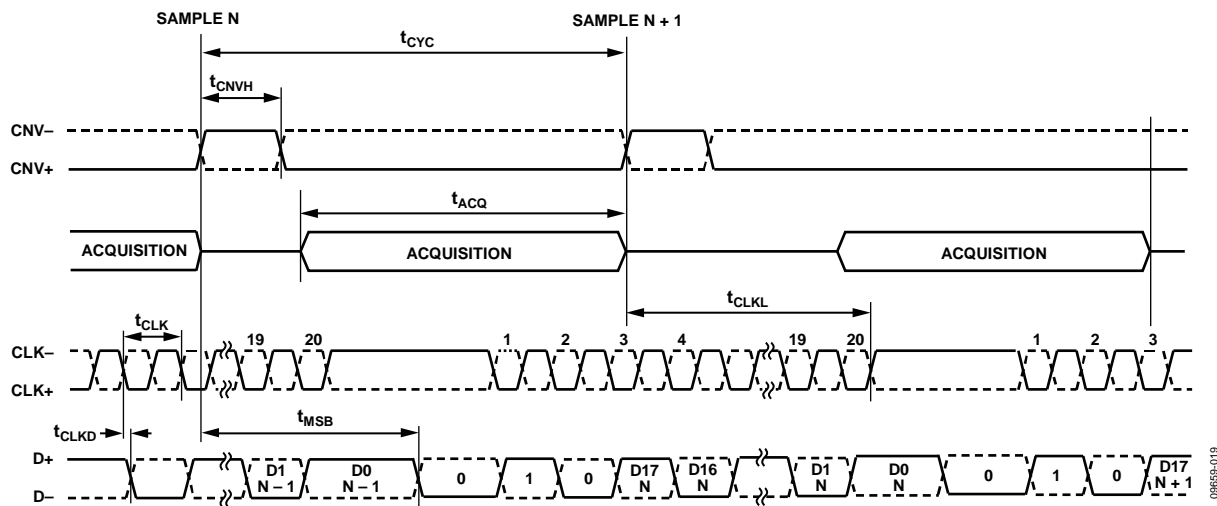 SAMPLE N SAMPLE N + 1
tCYC
tCNVH
CNV–
CNV+
tACQ
ACQUISITION ACQUISITION ACQUISITION
tCLK tCLKL
CLK– 19 20 1 2 3 4 19 20 1 2 3
CLK+
tCLKD tMSB
D+
D–
D1 N – 1 D0 N – 1 0 1 0 D17 N D16 N D1 N D0 N 0 1 0 D17 N + 1
09659-019